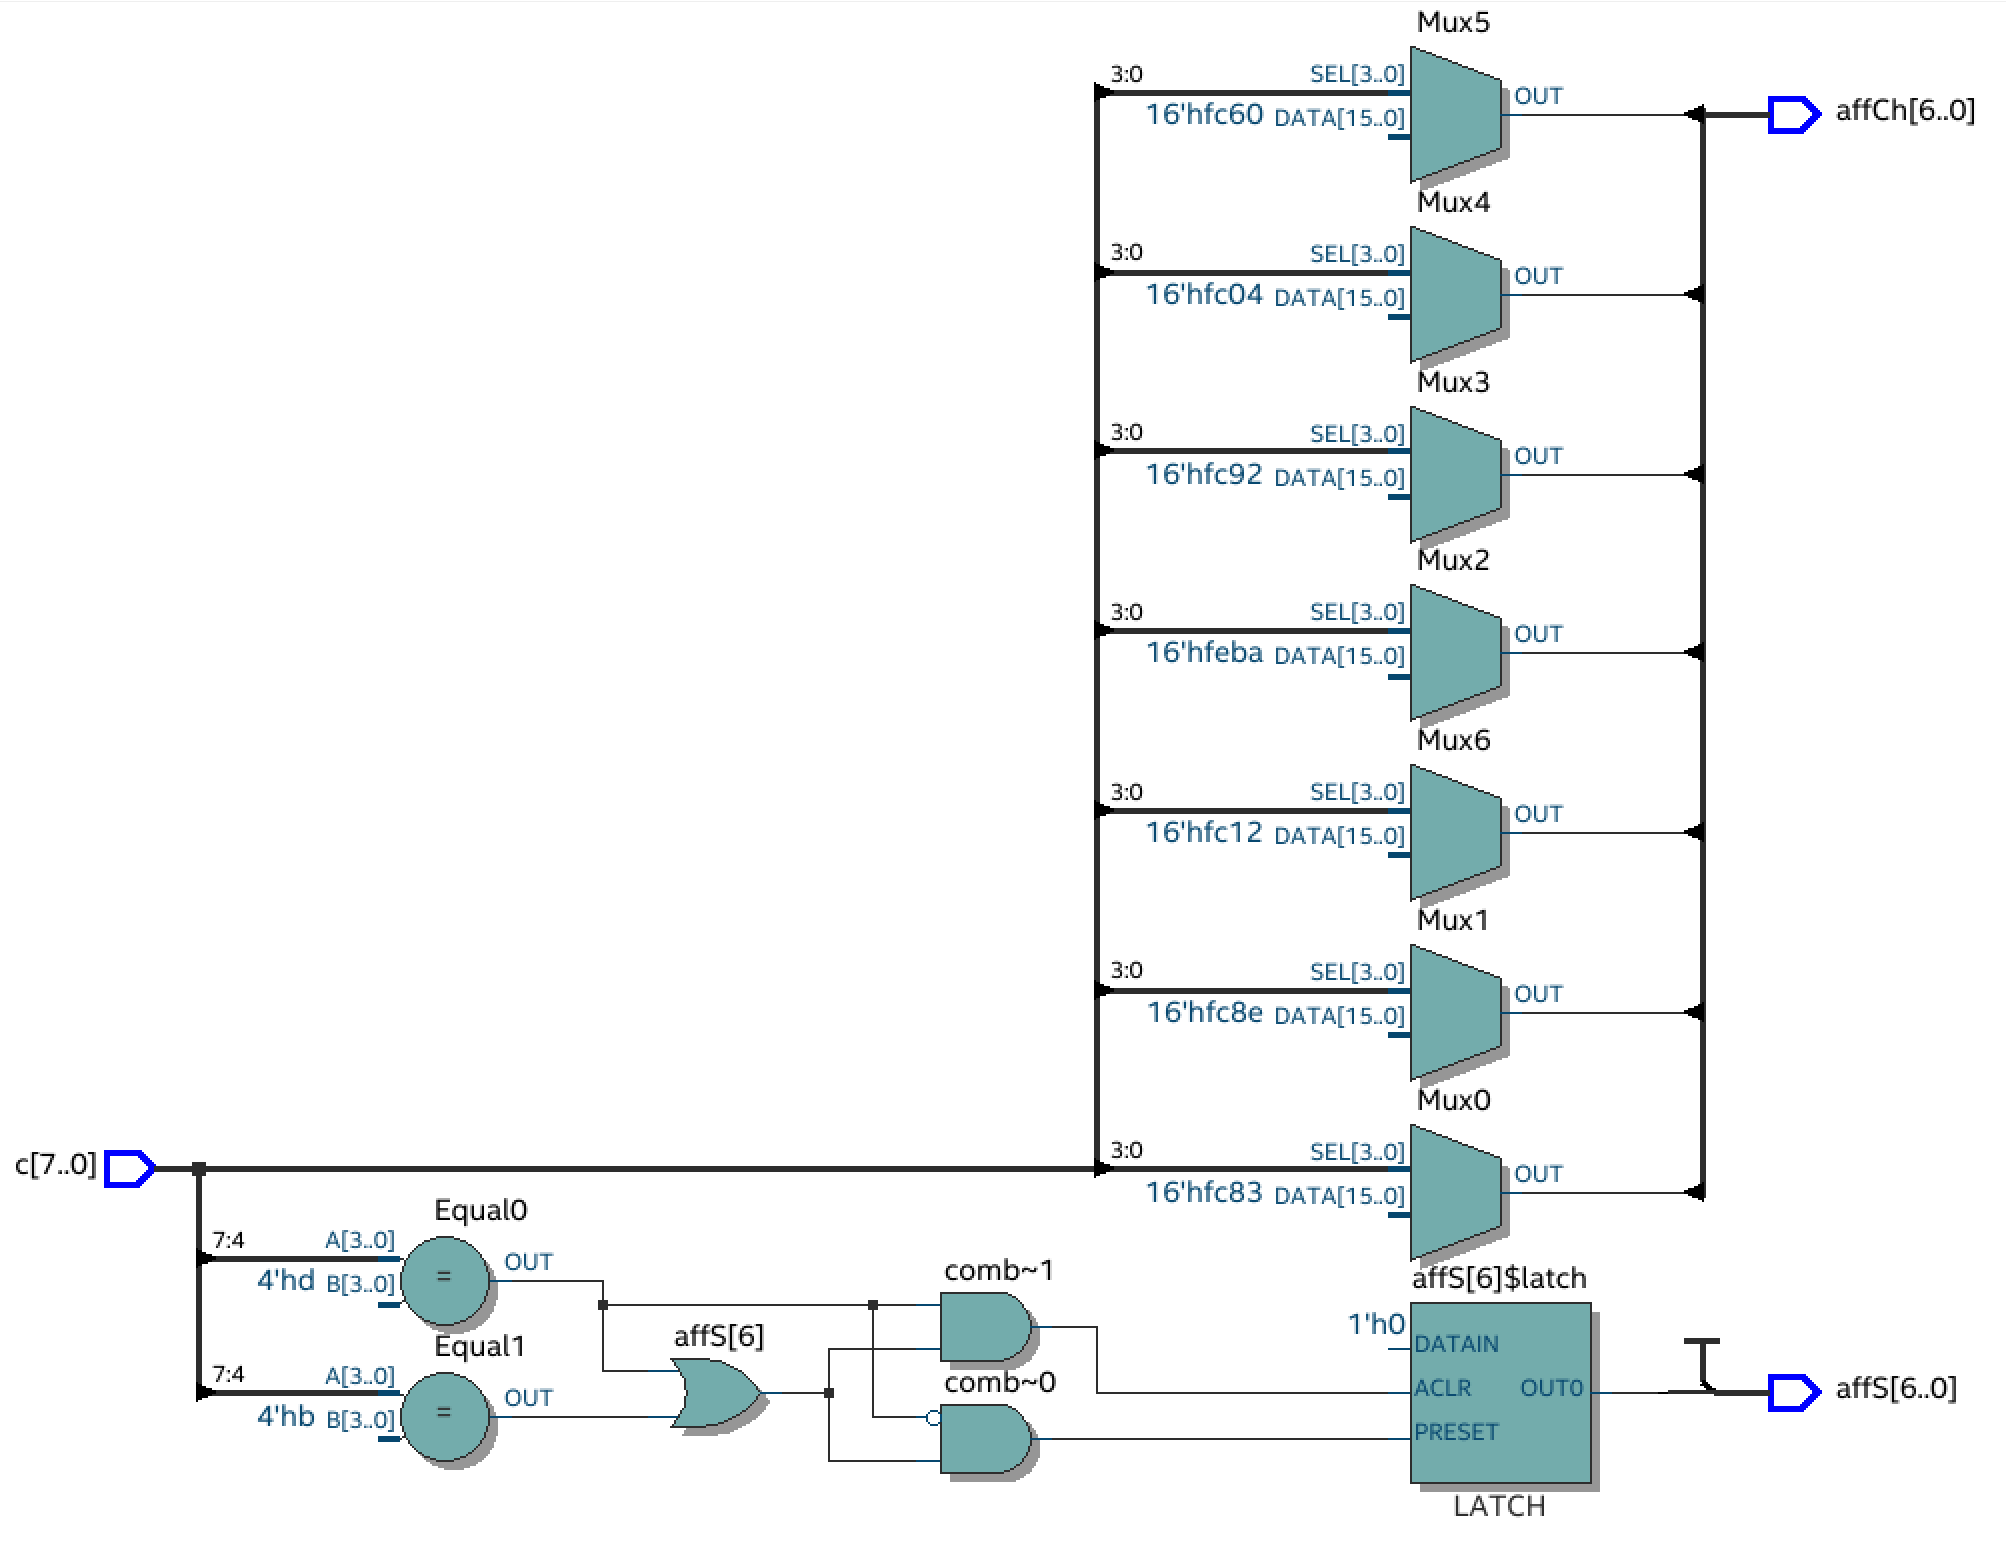 Mux5
3:0 SEL[3..0]
16'hfc60 DATA[15..0]
OUT
affCh[6..0]
Mux4
3:0 SEL[3..0]
16'hfc04 DATA[15..0]
OUT
Mux3
3:0 SEL[3..0]
16'hfc92 DATA[15..0]
OUT
Mux2
3:0 SEL[3..0]
16'hfeba DATA[15..0]
OUT
Mux6
3:0 SEL[3..0]
16'hfc12 DATA[15..0]
OUT
Mux1
3:0 SEL[3..0]
16'hfc8e DATA[15..0]
OUT
Mux0
3:0 SEL[3..0]
16'hfc83 DATA[15..0]
OUT
c[7..0]
Equal0
7:4 A[3..0]
4'hd B[3..0]
=
OUT
Equal1
7:4 A[3..0]
4'hb B[3..0]
=
OUT
affS[6]
comb~1
comb~0
affS[6]$latch
1'h0
DATAIN
ACLR OUT0
PRESET
LATCH
affS[6..0]